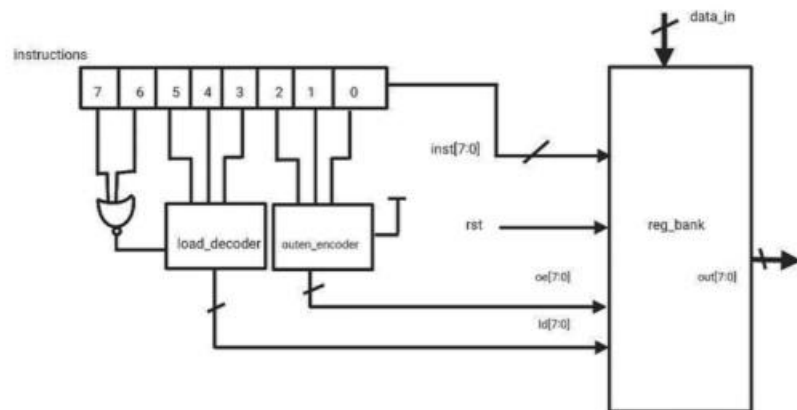 data_in
instructions
7 6 5 4 3 2 1 0
inst[7:0]
rst
reg_bank
load_decoder
outen_encoder
oe[7:0]
out[7:0]
ld[7:0]